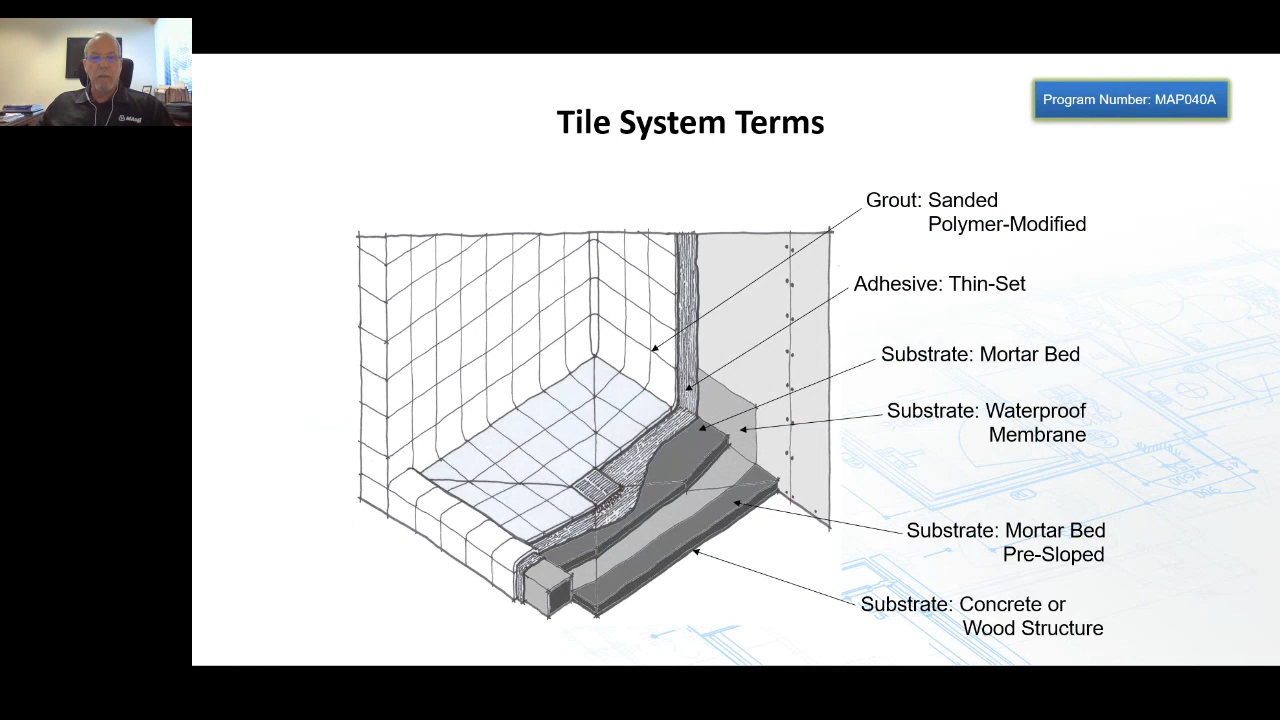 Program Number: MAP040A
Tile System Terms
Grout: Sanded
Polymer-Modified
Adhesive: Thin-Set
Substrate: Mortar Bed
Substrate: Waterproof
Membrane
Substrate: Mortar Bed
Pre-Sloped
Substrate: Concrete or
Wood Structure